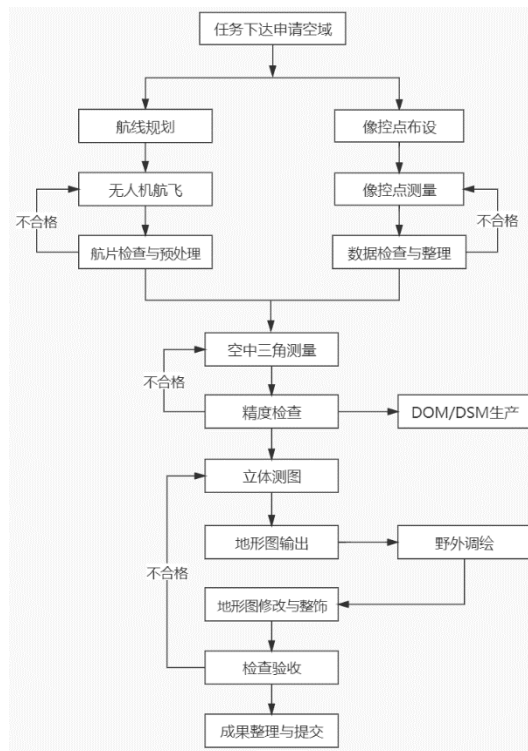 任务下达申请空域
航线规划
像控点布设
无人机航飞
像控点测量
不合格
不合格
航片检查与预处理
数据检查与整理
空中三角测量
不合格
精度检查
DOM/DSM生产
立体测图
地形图输出
野外调绘
不合格
地形图修改与整饰
检查验收
成果整理与提交